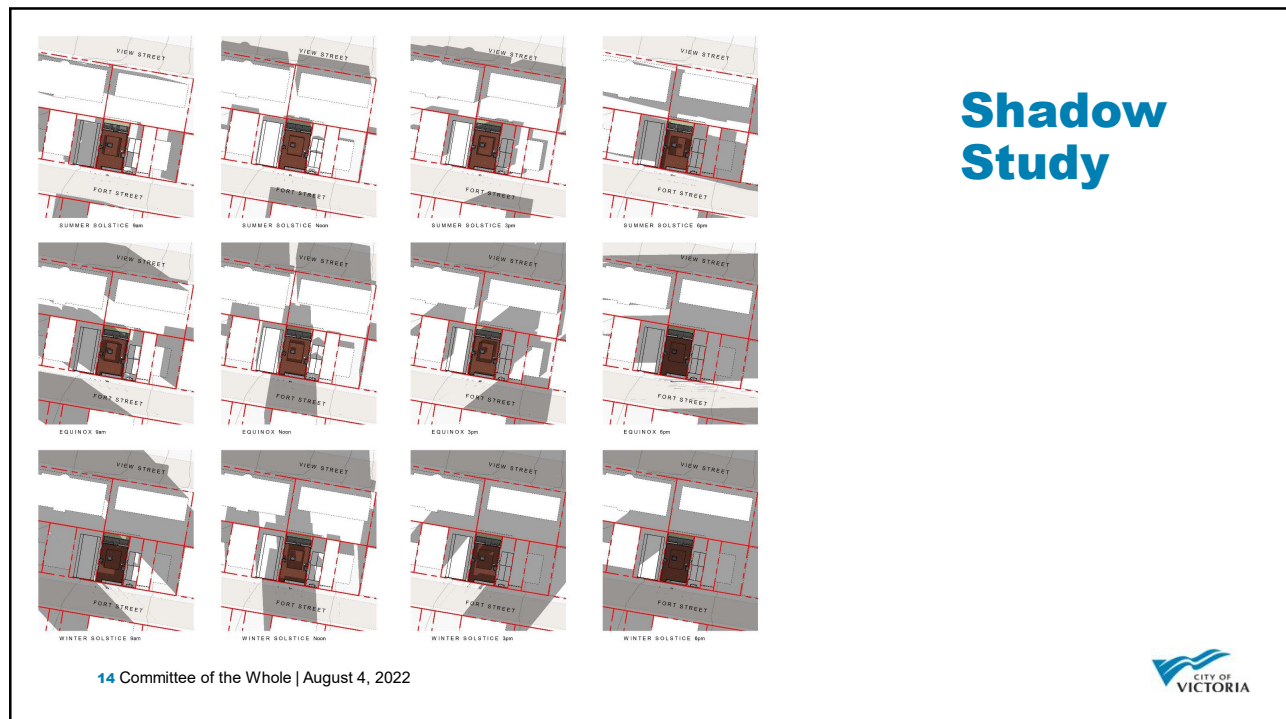 VIEW STREET
FORT STREET
SUMMER SOLSTICE 9am
VIEW STREET
FORT STREET
SUMMER SOLSTICE Noon
VIEW STREET
FORT STREET
SUMMER SOLSTICE 3pm
VIEW STREET
FORT STREET
SUMMER SOLSTICE 6pm
Shadow
Study
VIEW STREET
FORT STREET
EQUINOX 9am
VIEW STREET
FORT STREET
EQUINOX Noon
VIEW STREET
FORT STREET
EQUINOX 3pm
VIEW STREET
FORT STREET
EQUINOX 6pm
VIEW STREET
FORT STREET
WINTER SOLSTICE 9am
VIEW STREET
FORT STREET
WINTER SOLSTICE Noon
VIEW STREET
FORT STREET
WINTER SOLSTICE 3pm
VIEW STREET
FORT STREET
WINTER SOLSTICE 6pm
14 Committee of the Whole | August 4, 2022
CITY OF
VICTORIA